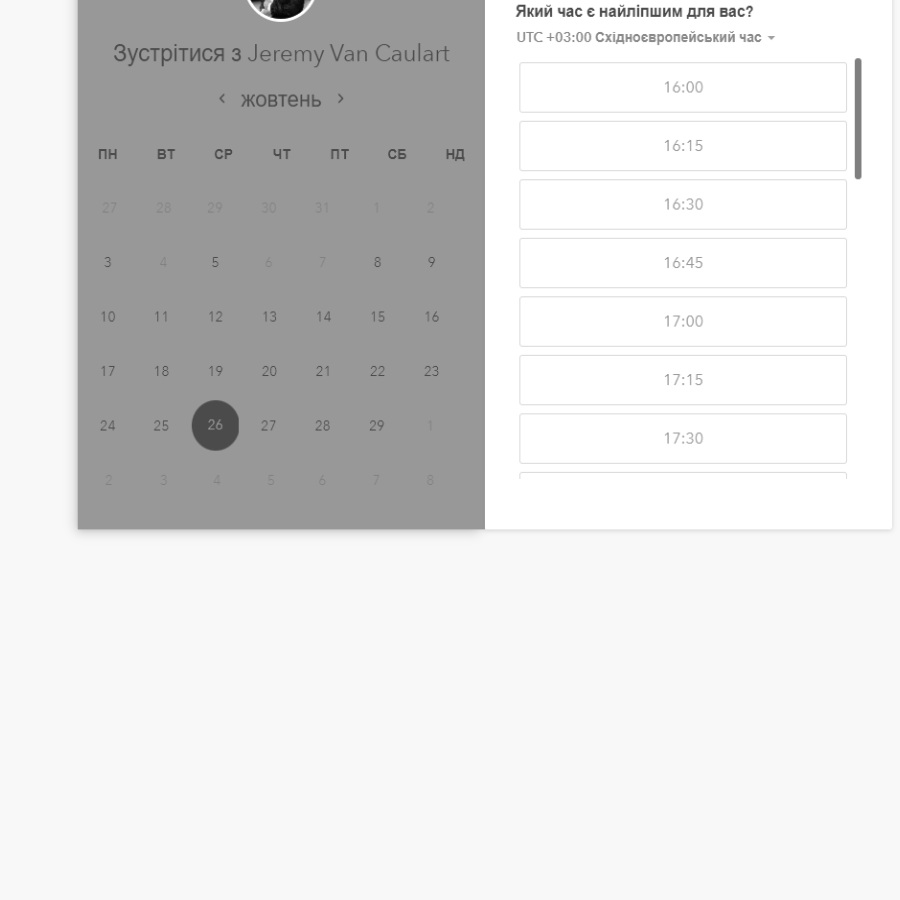 Зустрітися з Jeremy Van Caulart
жовтень
ПН ВТ СР ЧТ ПТ СБ НД
27 28 29 30 31 1 2
3 4 5 6 7 8 9
10 11 12 13 14 15 16
17 18 19 20 21 22 23
24 25 26 27 28 29 1
2 3 4 5 6 7 8
Який час є найліпшим для вас?
UTC +03:00 Східноєвропейський час
16:00
16:15
16:30
16:45
17:00
17:15
17:30